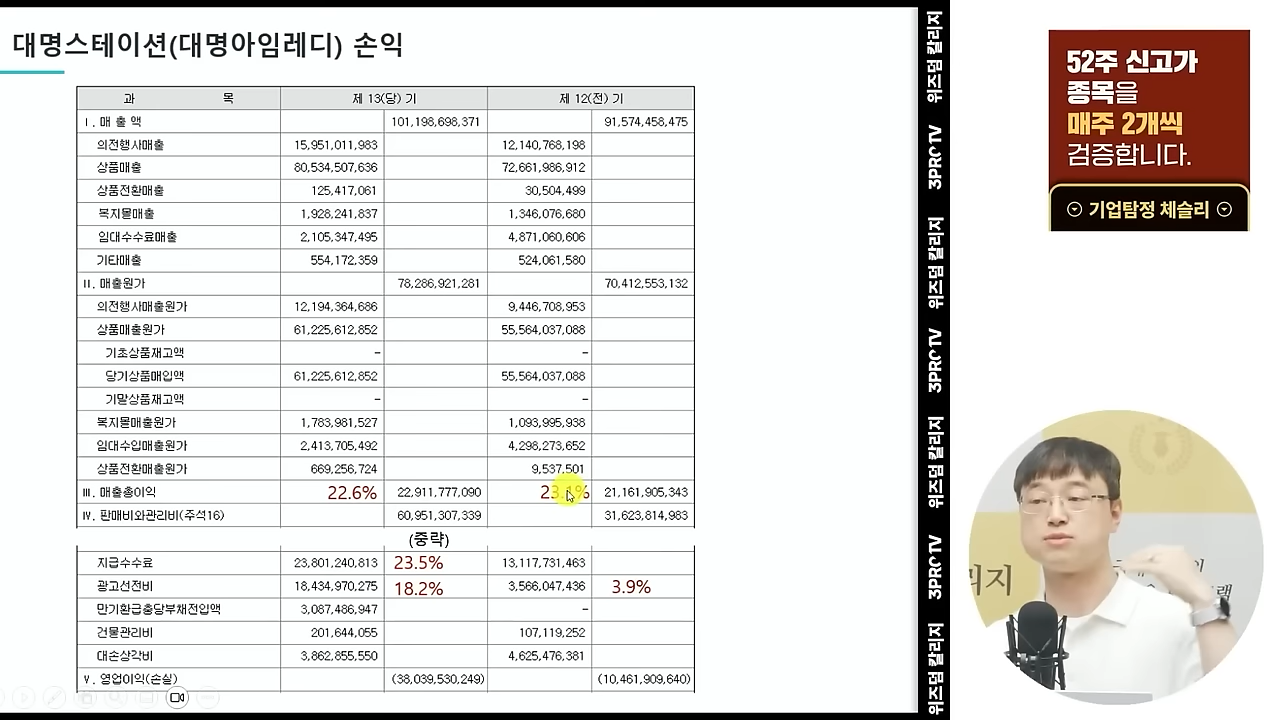 대명스테이션(대명아임레디) 손익
과 목 제 13(당) 기 제 12(전) 기
Ⅰ. 매 출 액 101,198,698,371 91,574,458,475
의전행사매출 15,951,011,983 12,140,768,198
상품매출 80,534,507,636 72,661,986,912
상품전환매출 125,417,061 30,504,499
복지몰매출 1,928,241,837 1,346,076,680
임대수수료매출 2,105,347,495 4,871,060,606
기타매출 554,172,359 524,061,580
Ⅱ. 매출원가 78,286,921,281 70,412,553,132
의전행사매출원가 12,194,364,686 9,446,708,953
상품매출원가 61,225,612,852 55,564,037,088
기초상품재고액 - -
당기상품매입액 61,225,612,852 55,564,037,088
기말상품재고액 - -
복지몰매출원가 1,783,981,527 1,093,995,938
임대수입매출원가 2,413,705,492 4,298,273,652
상품전환매출원가 669,256,724 9,537,501
Ⅲ. 매출총이익 22.6% 22,911,777,090 23.1% 21,161,905,343
Ⅳ. 판매비와관리비(주석16) 60,951,307,339 31,623,814,983
(중략)
지급수수료 23,801,240,813 23.5% 13,117,731,463
광고선전비 18,434,970,275 18.2% 3,566,047,436 3.9%
만기환급충당부채전입액 3,087,486,947 -
건물관리비 201,644,055 107,119,252
대손상각비 3,862,855,550 4,625,476,381
Ⅴ. 영업이익(손실) (38,039,530,249) (10,461,909,640)
위즈덤 칼리지
3PROTV
위즈덤 칼리지
3PROTV
위즈덤 칼리지
3PROTV
위즈덤 칼리지
52주 신고가
종목을
매주 2개씩
검증합니다.
기업탐정 체슬리
리지